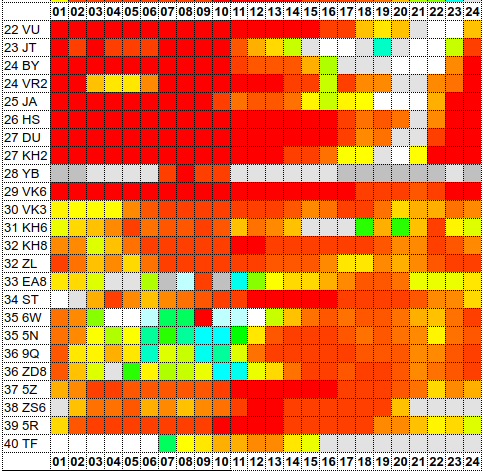 01 02 03 04 05 06 07 08 09 10 11 12 13 14 15 16 17 18 19 20 21 22 23 24
22 VU
23 JT
24 BY
24 VR2
25 JA
26 HS
27 DU
27 KH2
28 YB
29 VK6
30 VK3
31 KH6
32 KH8
32 ZL
33 EA8
34 ST
35 6W
35 5N
36 9Q
36 ZD8
37 5Z
38 ZS6
39 5R
40 TF
01 02 03 04 05 06 07 08 09 10 11 12 13 14 15 16 17 18 19 20 21 22 23 24